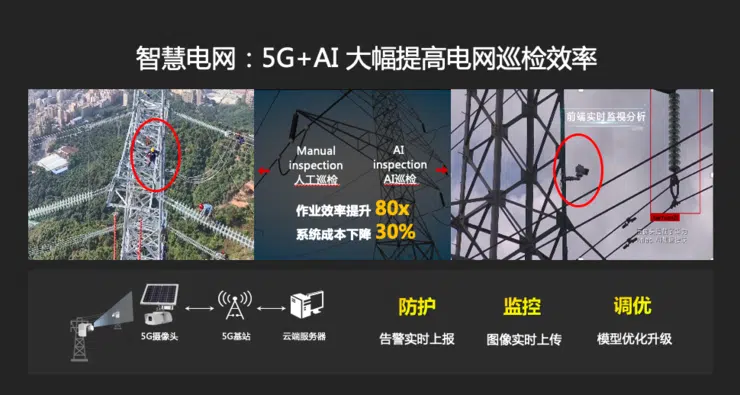 智慧电网：5G+AI 大幅提高电网巡检效率
Manual
inspection
人工巡检
AI
inspection
AI巡检
作业效率提升 80x
系统成本下降 30%
前端实时监视分析
5G摄像头
5G基站
云端服务器
防护
告警实时上报
监控
图像实时上传
调优
模型优化升级